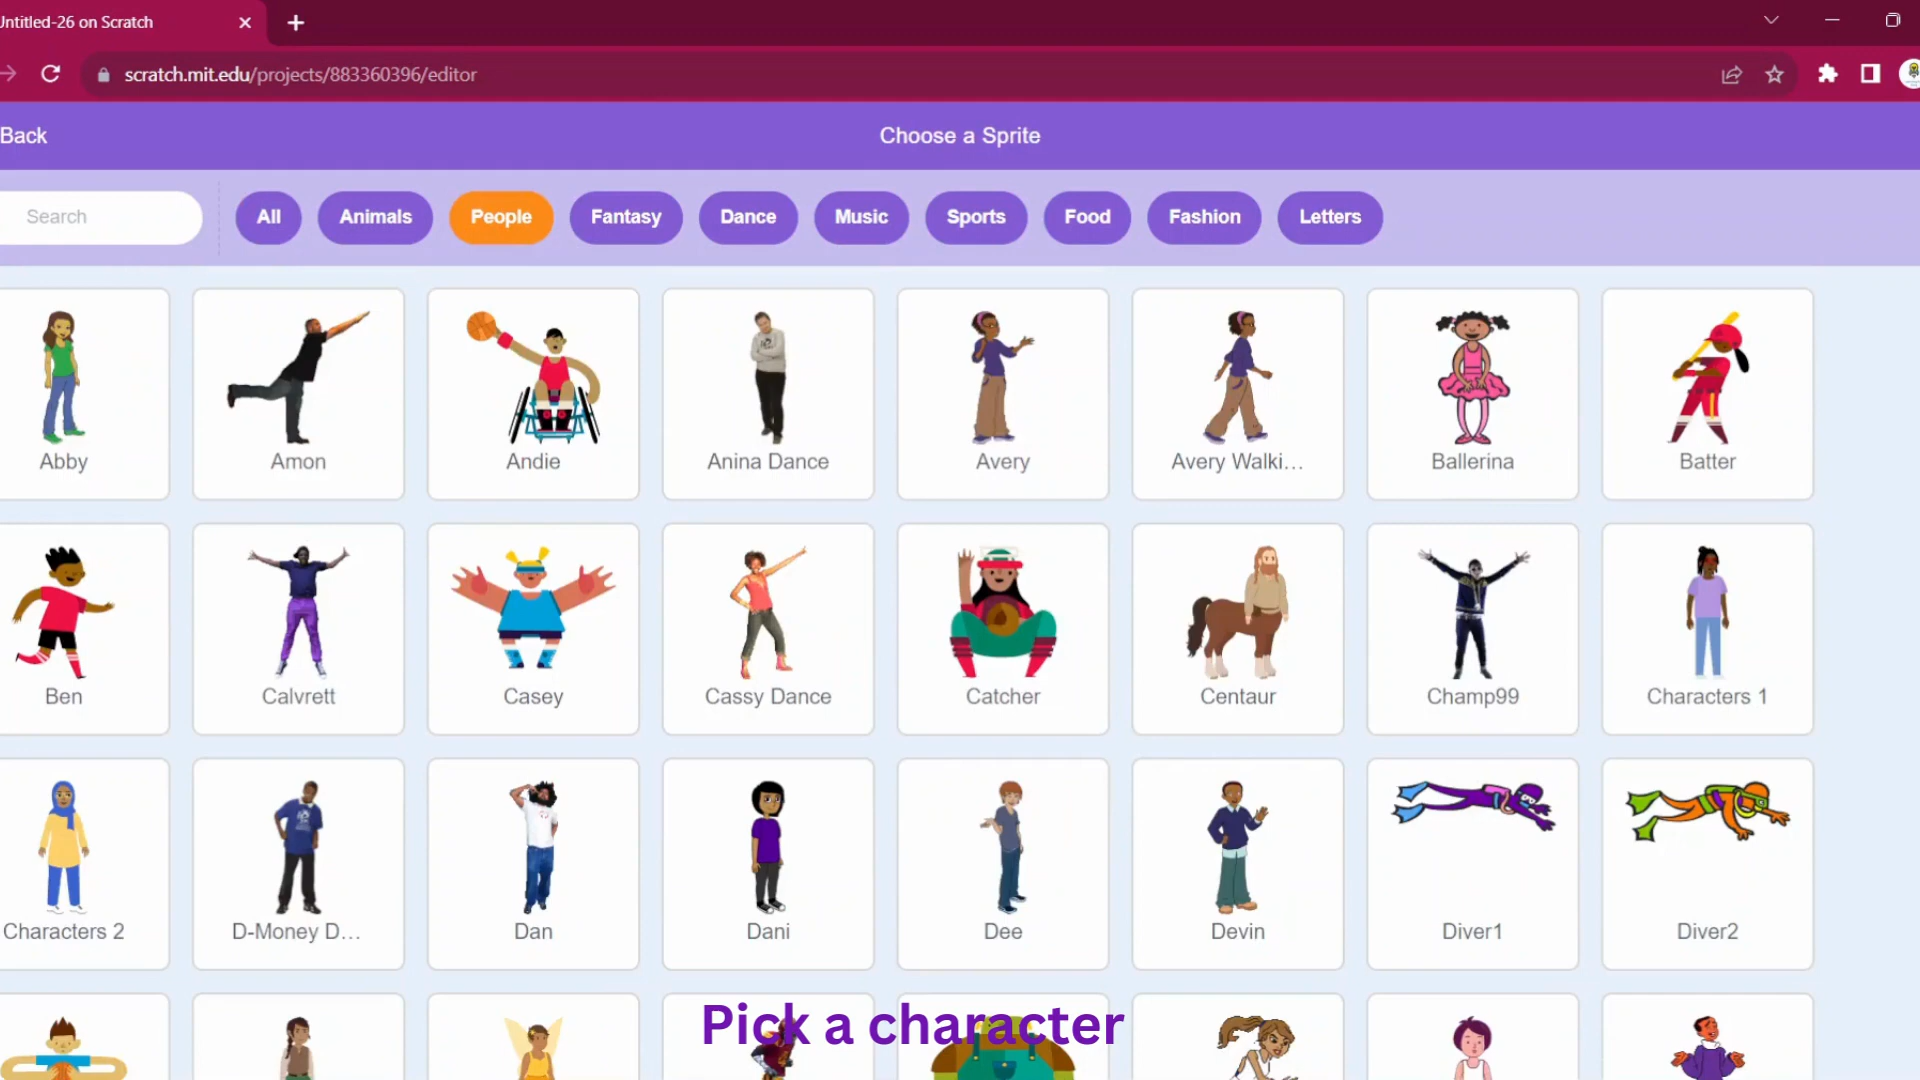 Untitled-26 on Scratch
scratch.mit.edu/projects/883360396/editor
Back
Choose a Sprite
Search
All
Animals
People
Fantasy
Dance
Music
Sports
Food
Fashion
Letters
Abby
Amon
Andie
Anina Dance
Avery
Avery Walki...
Ballerina
Batter
Ben
Calvrett
Casey
Cassy Dance
Catcher
Centaur
Champ99
Characters 1
Characters 2
D-Money D...
Dan
Dani
Dee
Devin
Diver1
Diver2
Pick a character